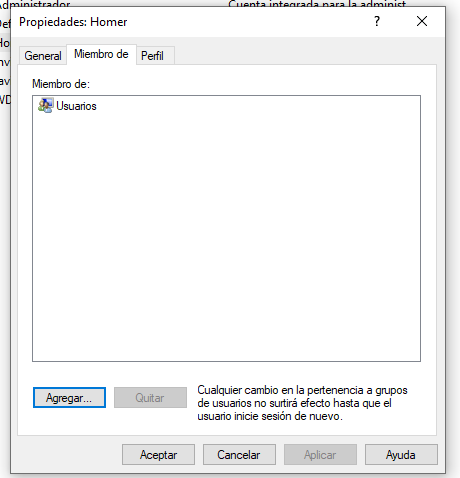 Administrador Cuenta integrada para la administ
Propiedades: Homer
?
General Miembro de Perfil
Miembro de:
Usuarios
Agregar... Quitar
Cualquier cambio en la pertenencia a grupos
de usuarios no surtirá efecto hasta que el
usuario inicie sesión de nuevo.
Aceptar Cancelar Aplicar Ayuda